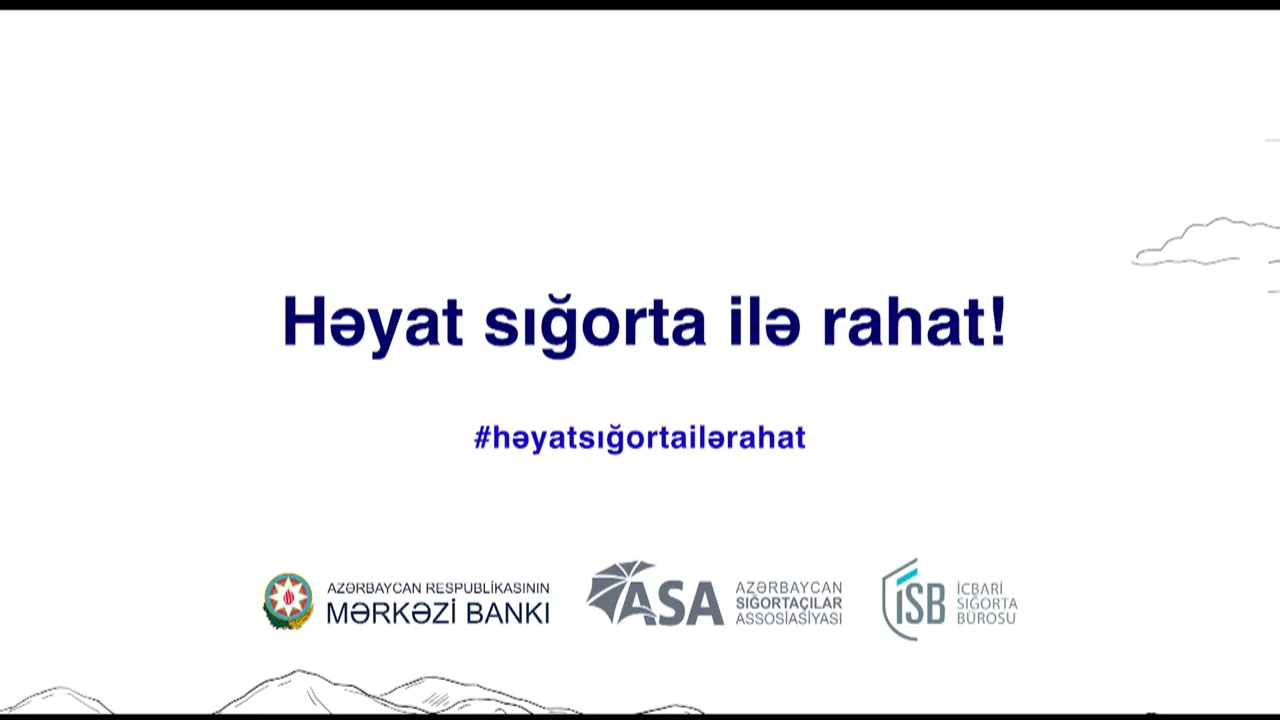 Həyat sığorta ilə rahat!
#həyatsığortailərahat
AZƏRBAYCAN RESPUBLİKASININ
MƏRKƏZİ BANKI
ASA
AZƏRBAYCAN
SIĞORTAÇILAR
ASSOSİASİYASI
İSB
İCBARİ
SIĞORTA
BÜROSU